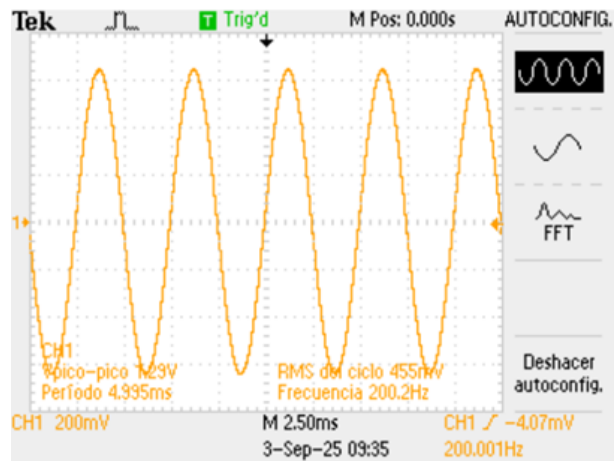 Tek T Trig'd M Pos: 0.000s AUTOCONFIG.
1
FFT
CH1
Vpico-pico 1.29V RMS del ciclo 455mV
Período 4.995ms Frecuencia 200.2Hz
Deshacer
autoconfig.
CH1 200mV M 2.50ms CH1 -4.07mV
3-Sep-25 09:35 200.001Hz